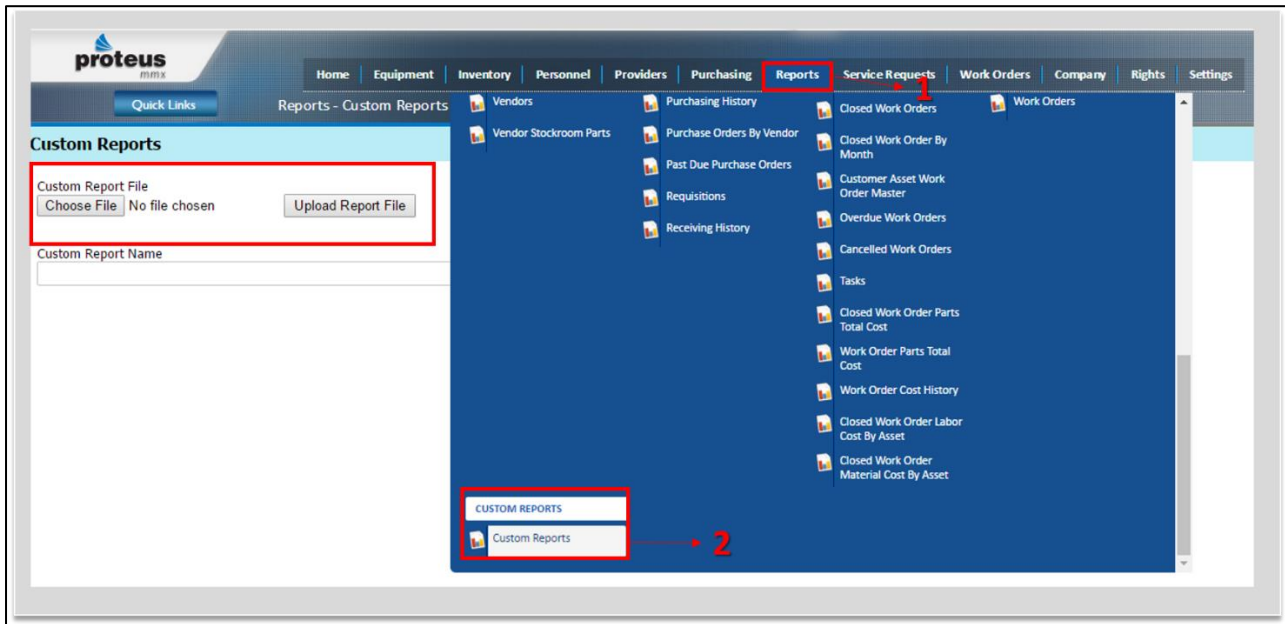 proteus
mmx
Home Equipment Inventory Personnel Providers Purchasing Reports Service Requests Work Orders Company Rights Settings
1
Quick Links
Reports - Custom Reports
Custom Reports
Custom Report File
Choose File No file chosen
Upload Report File
Custom Report Name
Vendors
Vendor Stockroom Parts
Purchasing History
Purchase Orders By Vendor
Past Due Purchase Orders
Requisitions
Receiving History
Closed Work Orders
Closed Work Order By
Month
Customer Asset Work
Order Master
Overdue Work Orders
Cancelled Work Orders
Tasks
Closed Work Order Parts
Total Cost
Work Order Parts Total
Cost
Work Order Cost History
Closed Work Order Labor
Cost By Asset
Closed Work Order
Material Cost By Asset
Work Orders
CUSTOM REPORTS
Custom Reports
2